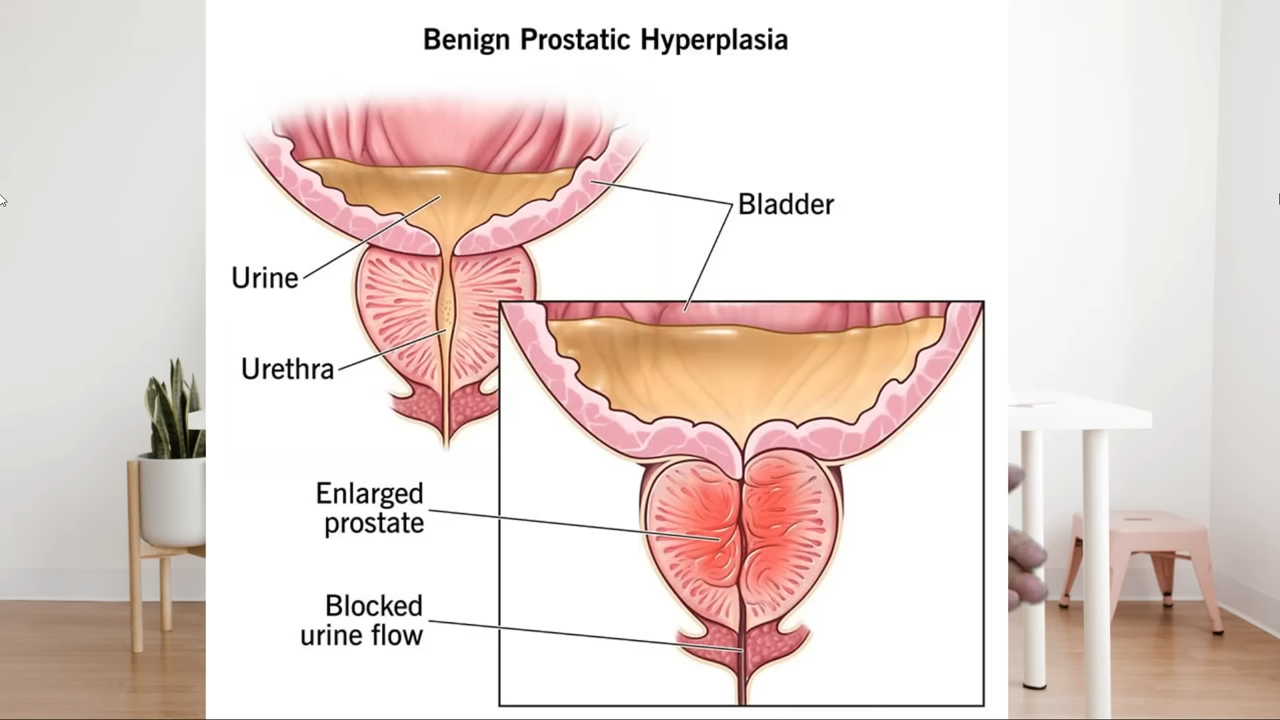 Benign Prostatic Hyperplasia
Bladder
Urine
Urethra
Enlarged
prostate
Blocked
urine flow